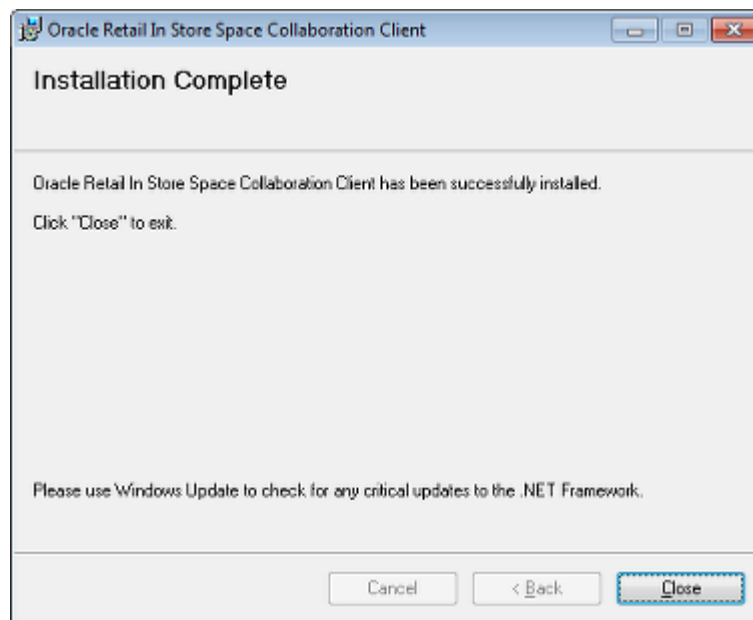 Oracle Retail In Store Space Collaboration Client
Installation Complete
Oracle Retail In Store Space Collaboration Client has been successfully installed.
Click "Close" to exit.
Please use Windows Update to check for any critical updates to the .NET Framework.
Cancel
< Back
Close